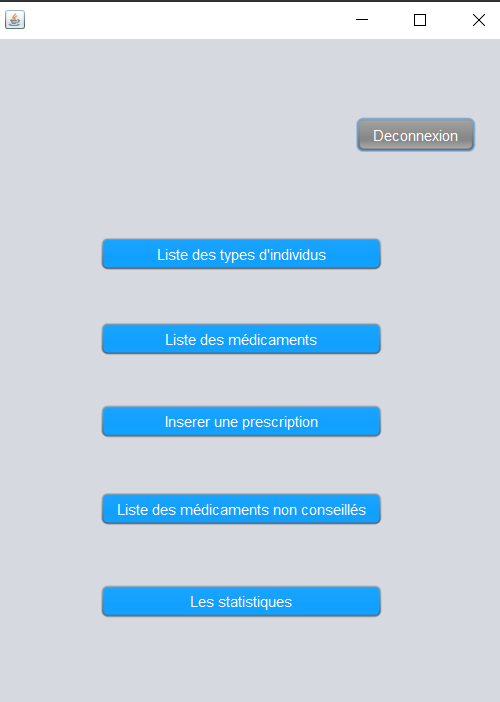 Deconnexion
Liste des types d'individus
Liste des médicaments
Inserer une prescription
Liste des médicaments non conseillés
Les statistiques